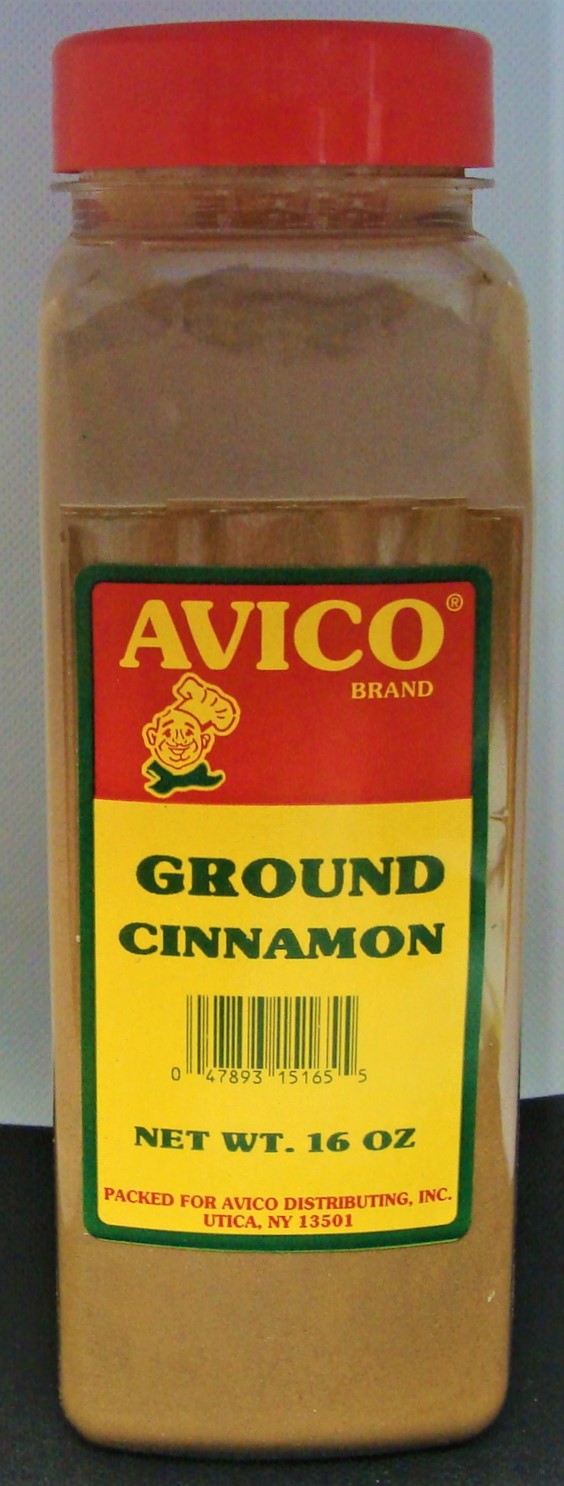 AVICO®
BRAND
GROUND
CINNAMON
0 47893 15165 5
NET WT. 16 OZ
PACKED FOR AVICO DISTRIBUTING, INC.
UTICA, NY 13501